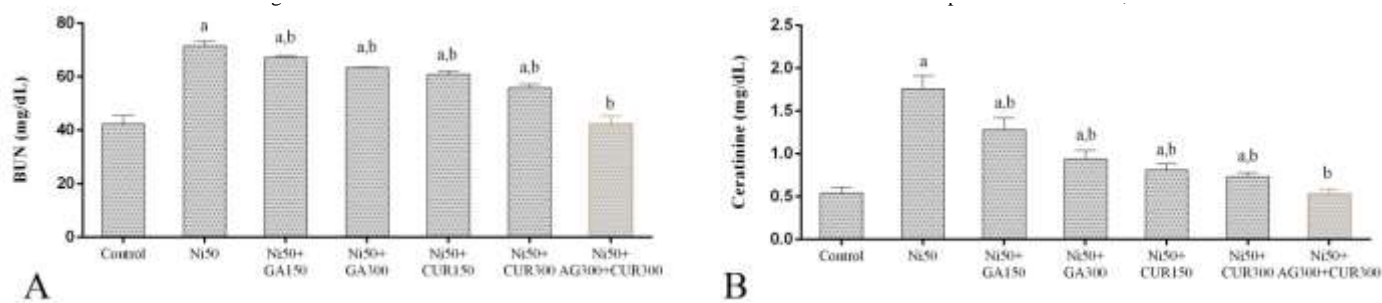 80
60
40
20
0
BUN (mg/dL)
a
a,b
a,b
a,b
a,b
b
Control
Ni50
Ni50+
GA150
Ni50+
GA300
Ni50+
CUR150
Ni50+
CUR300
Ni50+
AG300+CUR300
A
2.5
2.0
1.5
1.0
0.5
0.0
Ceratinine (mg/dL)
a
a,b
a,b
a,b
a,b
b
Control
Ni50
Ni50+
GA150
Ni50+
GA300
Ni50+
CUR150
Ni50+
CUR300
Ni50+
AG300+CUR300
B